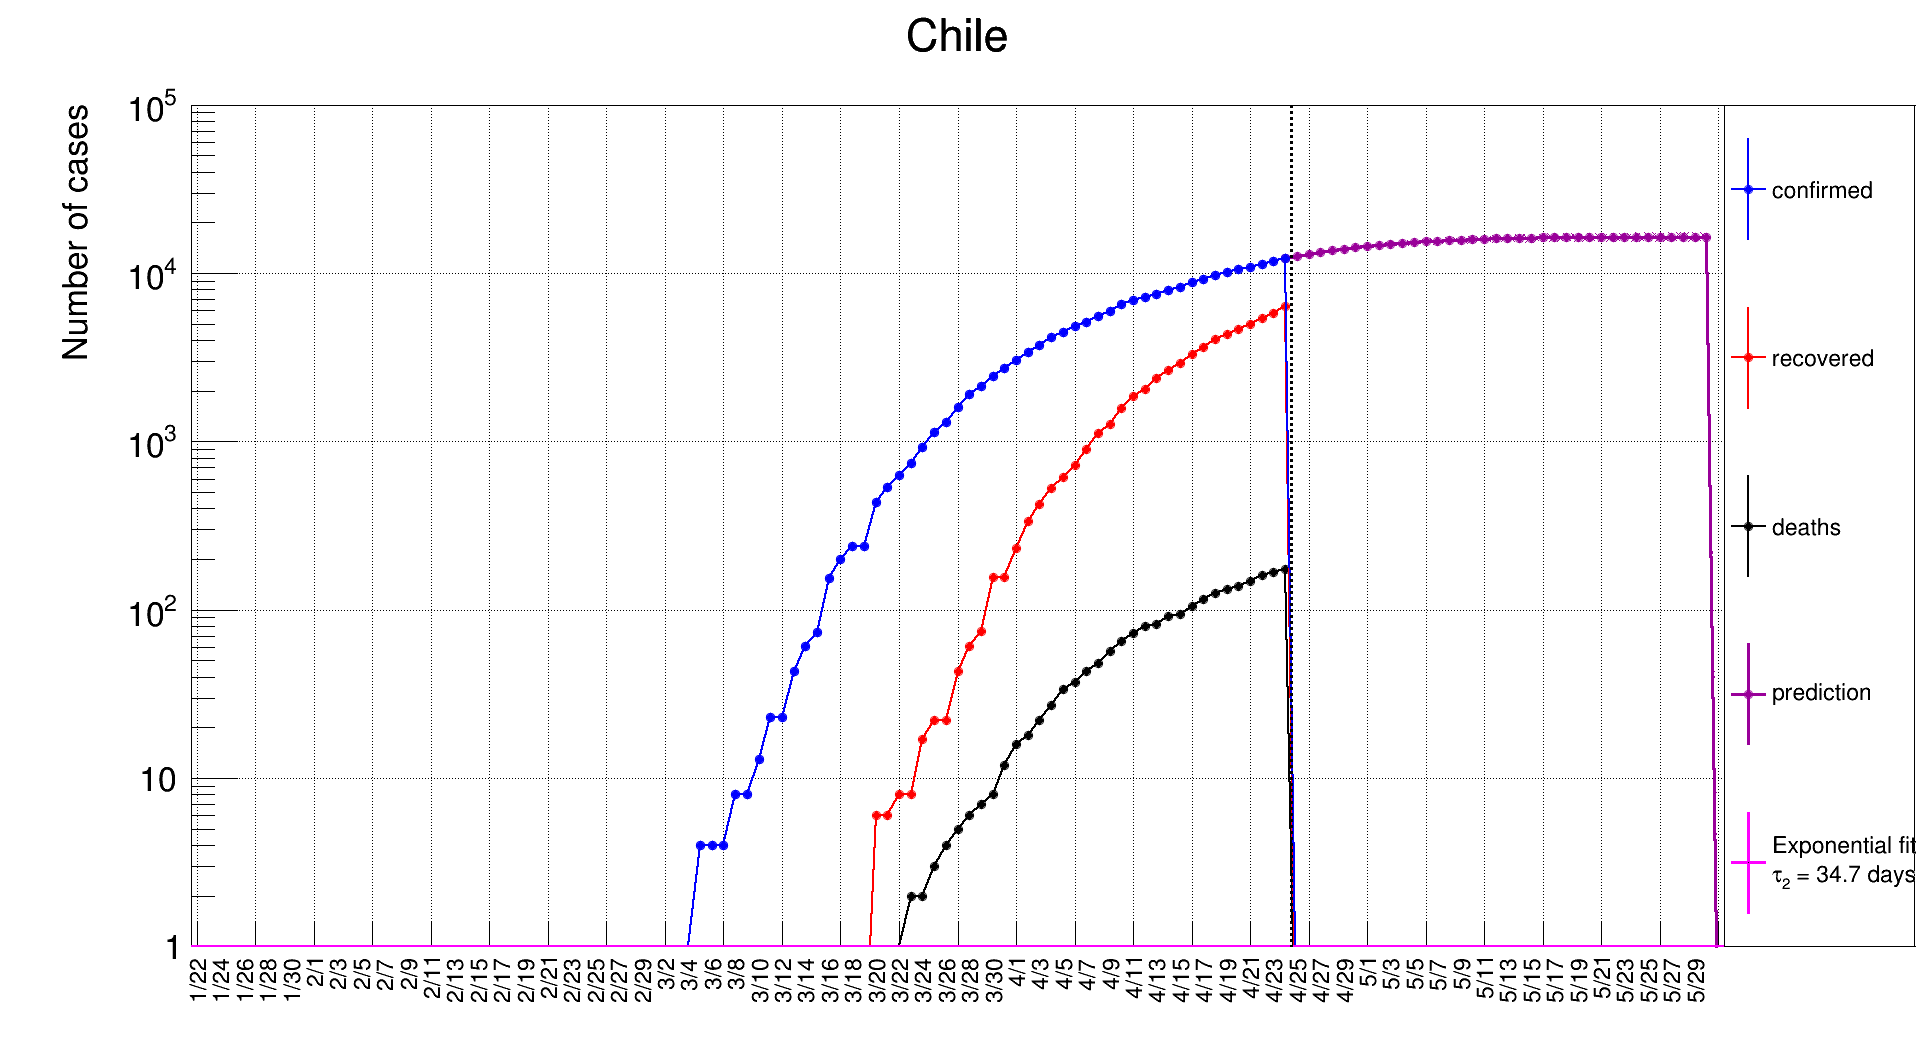 Chile
Number of cases
10^5
10^4
10^3
10^2
10
1
1/22 1/24 1/26 1/28 1/30 2/1 2/3 2/5 2/7 2/9 2/11 2/13 2/15 2/17 2/19 2/21 2/23 2/25 2/27 2/29 3/2 3/4 3/6 3/8 3/10 3/12 3/14 3/16 3/18 3/20 3/22 3/24 3/26 3/28 3/30 4/1 4/3 4/5 4/7 4/9 4/11 4/13 4/15 4/17 4/19 4/21 4/23 4/25 4/27 4/29 5/1 5/3 5/5 5/7 5/9 5/11 5/13 5/15 5/17 5/19 5/21 5/23 5/25 5/27 5/29
confirmed
recovered
deaths
prediction
Exponential fit
τ₂ = 34.7 days